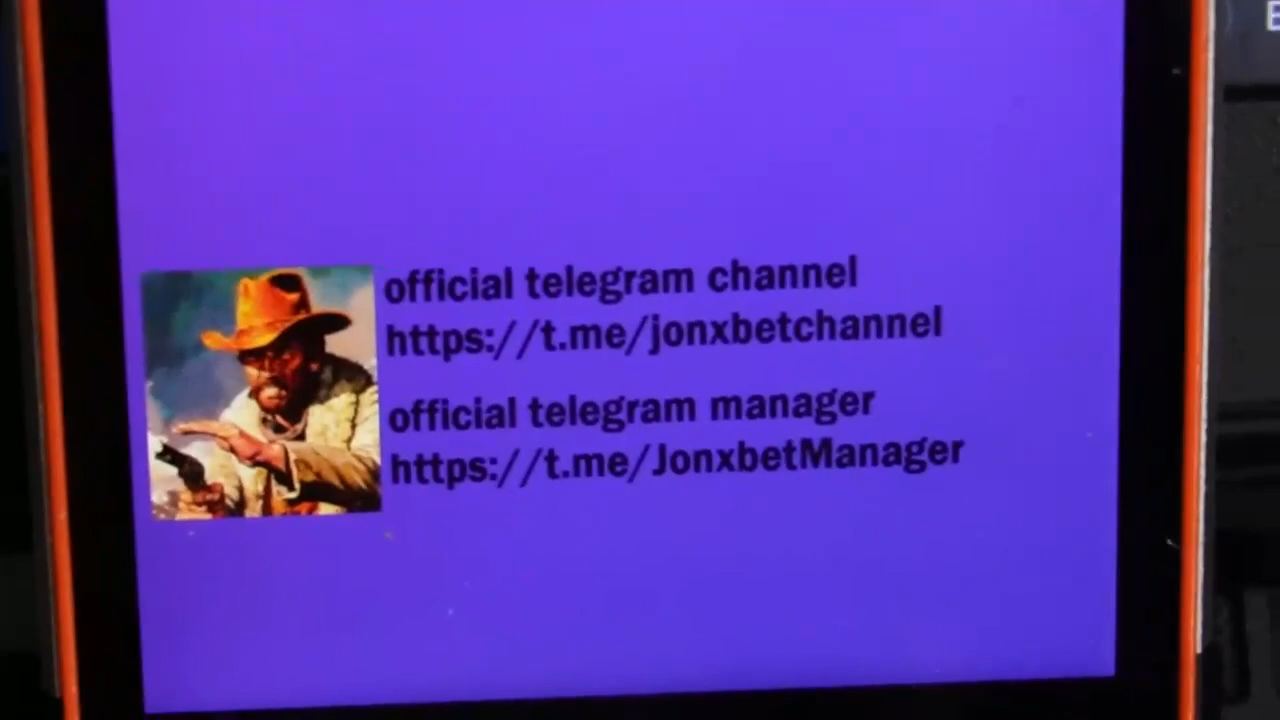 official telegram channel
https://t.me/jonxbetchannel
official telegram manager
https://t.me/JonxbetManager